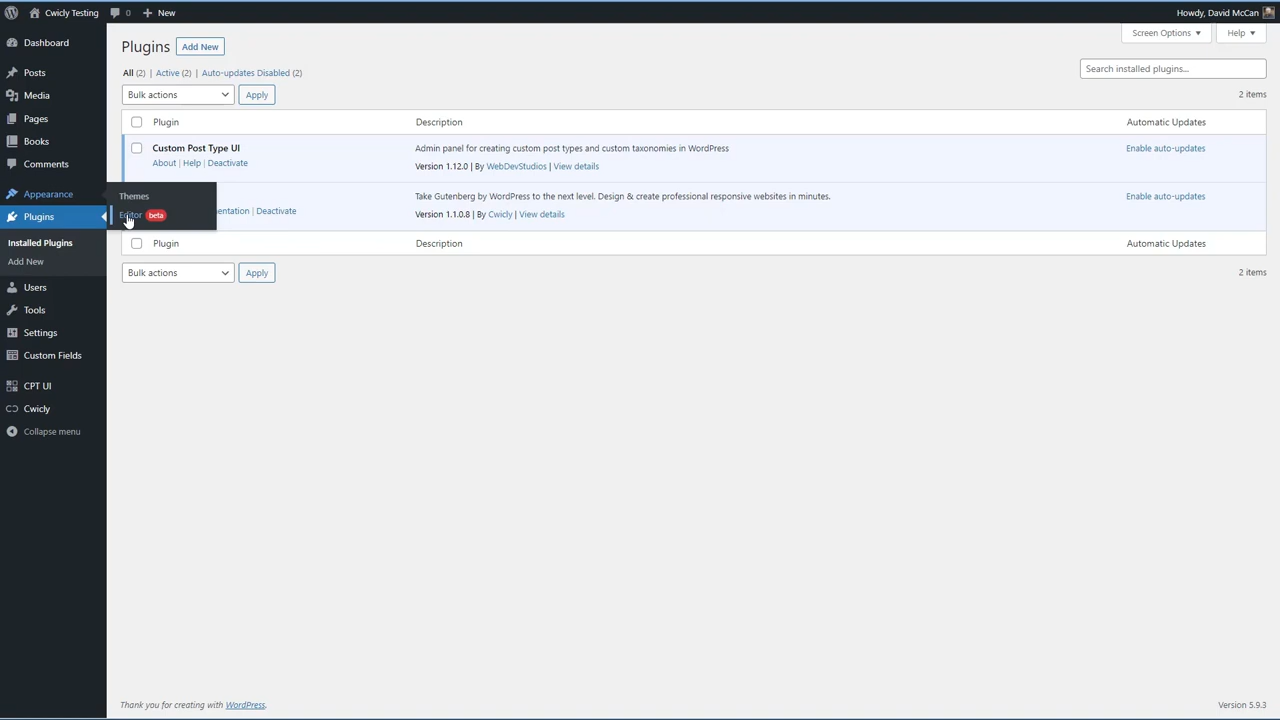 Cwicly Testing 0 New Howdy, David McCan
Dashboard
Posts
Media
Pages
Books
Comments
Appearance
Plugins
Installed Plugins
Add New
Users
Tools
Settings
Custom Fields
CPT UI
Cwicly
Collapse menu
Themes
Editor beta
Screen Options Help
Plugins Add New
All (2) | Active (2) | Auto-updates Disabled (2)
Search installed plugins...
Bulk actions Apply 2 items
Plugin Description Automatic Updates
Custom Post Type UI Admin panel for creating custom post types and custom taxonomies in WordPress Enable auto-updates
About | Help | Deactivate Version 1.12.0 | By WebDevStudios | View details
Take Gutenberg by WordPress to the next level. Design & create professional responsive websites in minutes. Enable auto-updates
entation | Deactivate Version 1.1.0.8 | By Cwicly | View details
Plugin Description Automatic Updates
Bulk actions Apply 2 items
Thank you for creating with WordPress. Version 5.9.3